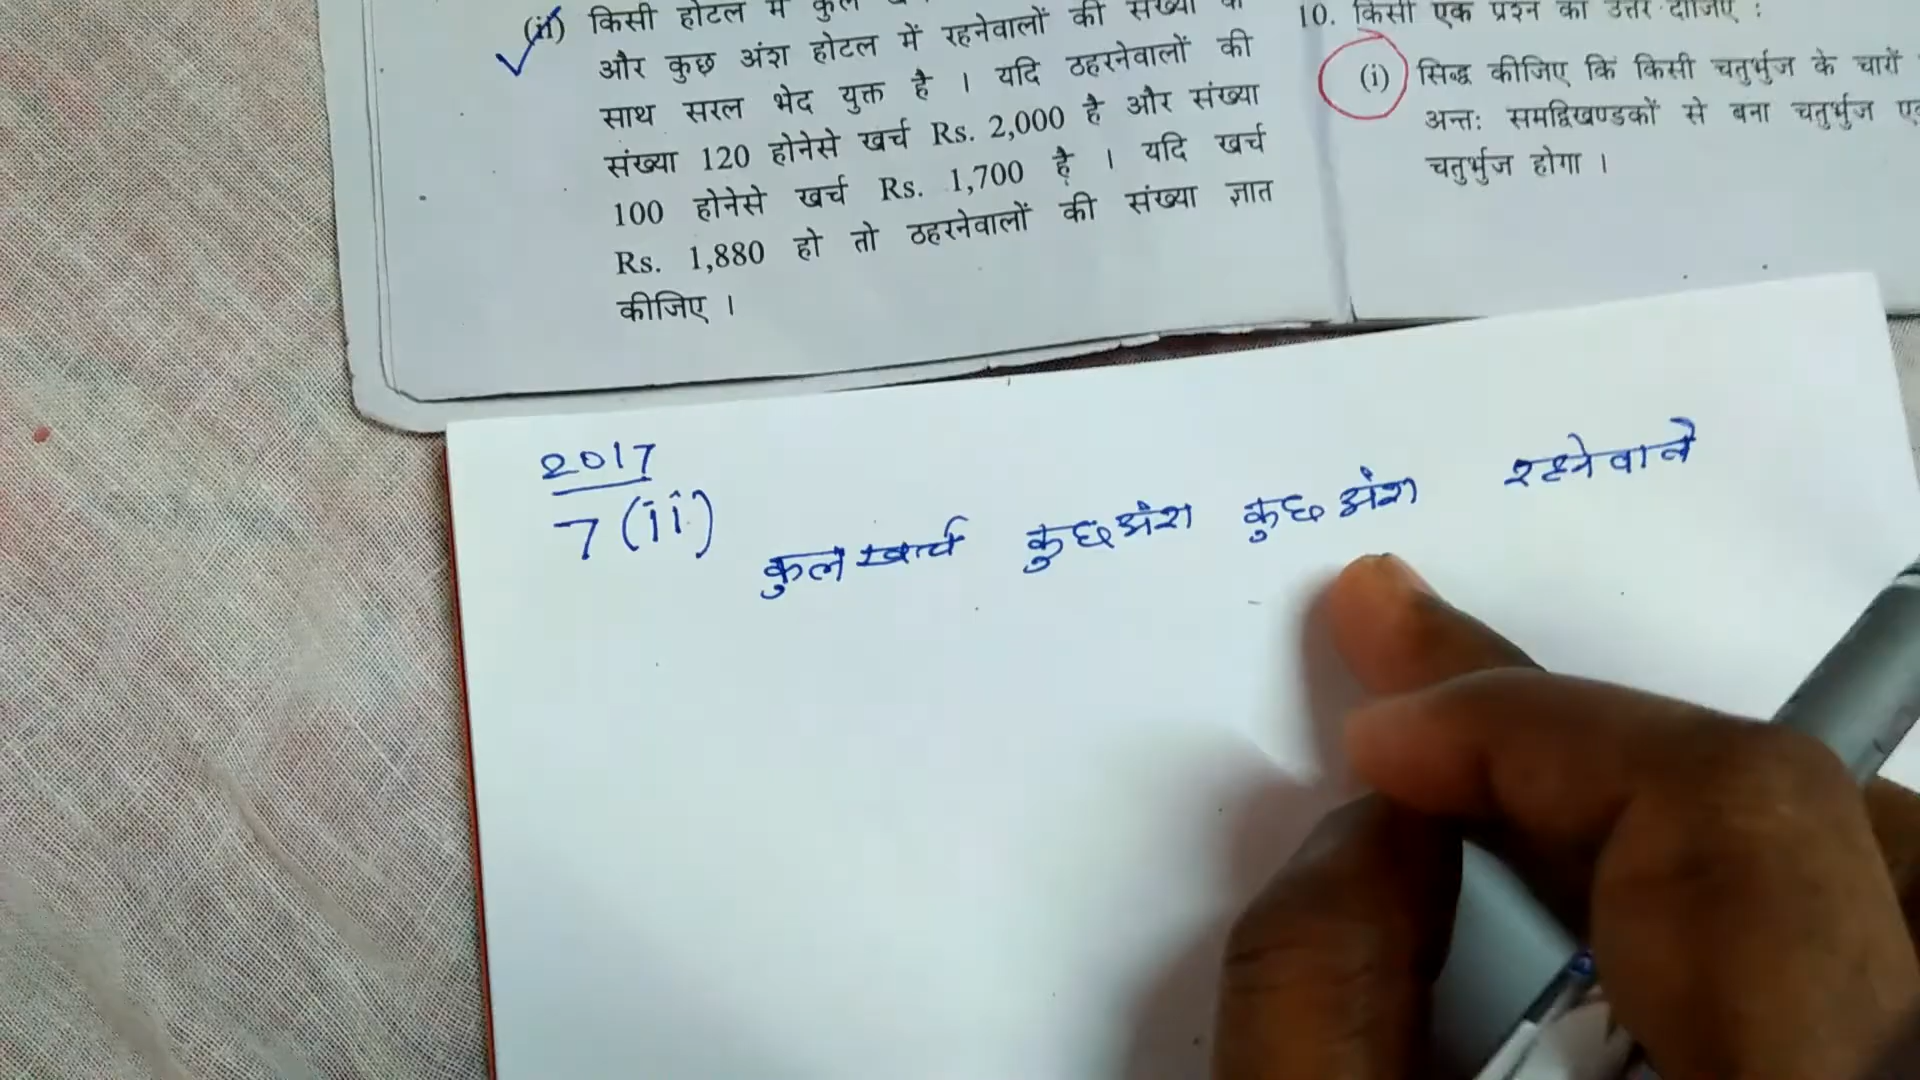 (ii) किसी होटल में कुल
और कुछ अंश होटल में रहनेवालों की संख्या
साथ सरल भेद युक्त है । यदि ठहरनेवालों की
संख्या 120 होनेसे खर्च Rs. 2,000 है और संख्या
100 होनेसे खर्च Rs. 1,700 है । यदि खर्च
Rs. 1,880 हो तो ठहरनेवालों की संख्या ज्ञात
कीजिए ।
10. किसी एक प्रश्न का उत्तर दीजिए :
(i) सिद्ध कीजिए कि किसी चतुर्भुज के चारों
अन्तः समद्विखण्डकों से बना चतुर्भुज
चतुर्भुज होगा ।
2017
7 (ii)
कुल खर्च कुछ अंश कुछ अंश रहनेवाले